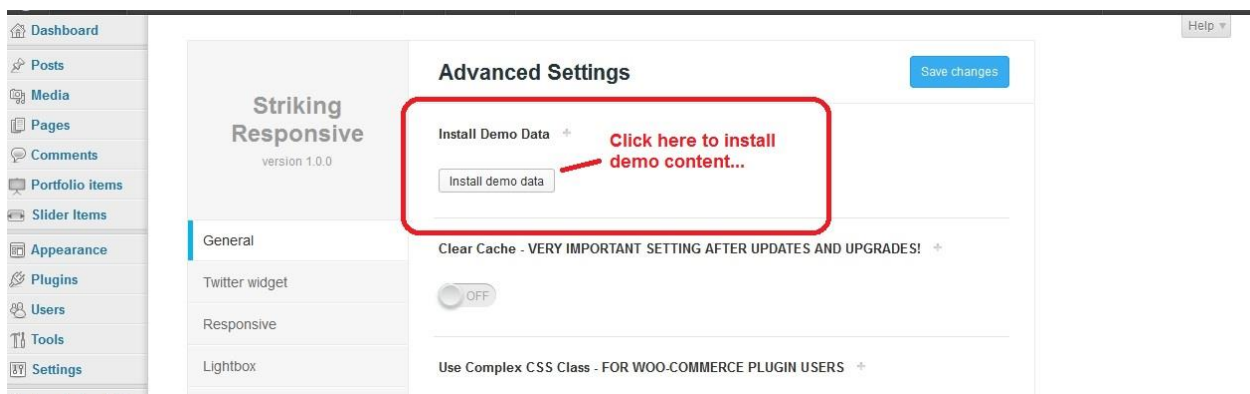 Help
Dashboard
Posts
Media
Pages
Comments
Portfolio items
Slider Items
Appearance
Plugins
Users
Tools
Settings
Striking
Responsive
version 1.0.0
General
Twitter widget
Responsive
Lightbox
Advanced Settings
Save changes
Install Demo Data +
Click here to install
demo content...
Install demo data
Clear Cache - VERY IMPORTANT SETTING AFTER UPDATES AND UPGRADES! +
OFF
Use Complex CSS Class - FOR WOO-COMMERCE PLUGIN USERS +